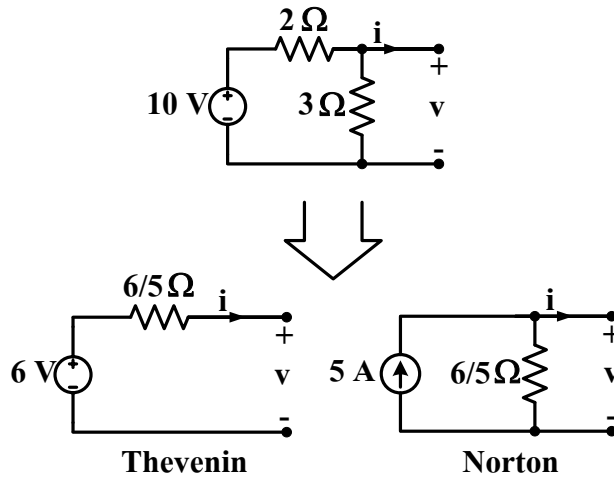 2 Ω
i
+
10 V
+
-
3 Ω
v
-
6/5 Ω
i
+
6 V
+
-
v
-
i
+
5 A
6/5 Ω
v
-
Thevenin
Norton